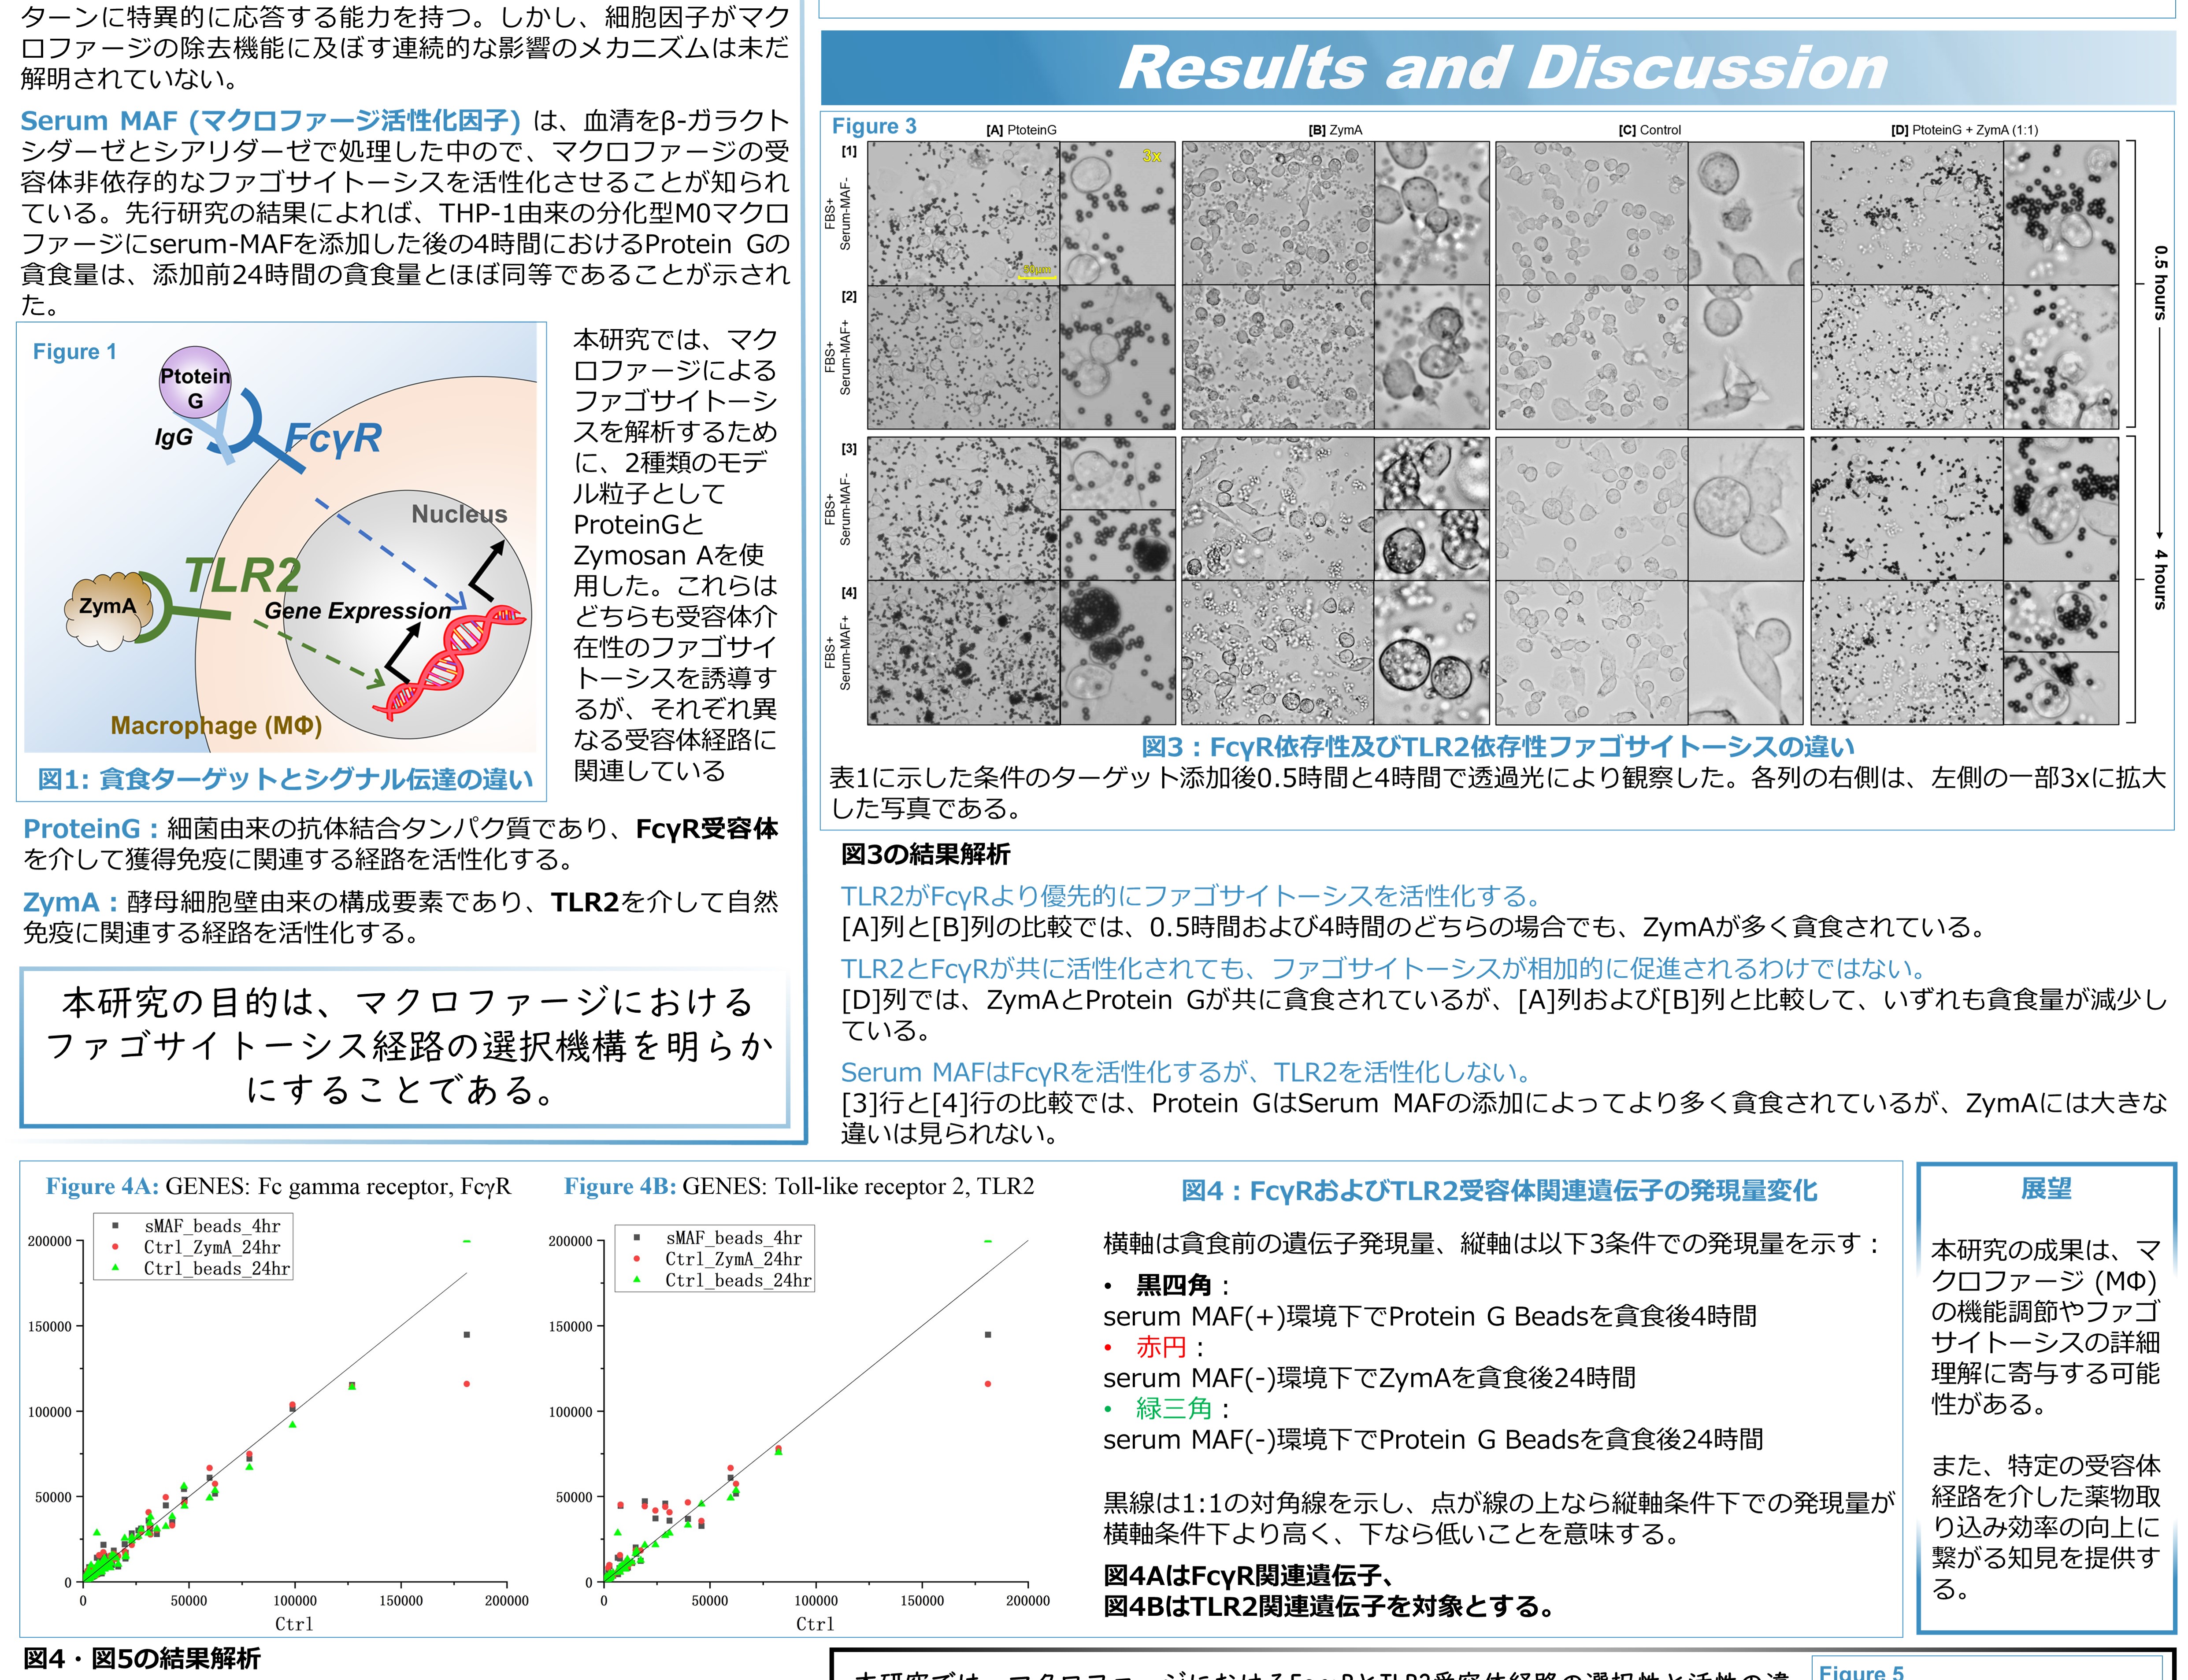 ターンに特異的に応答する能力を持つ。しかし、細胞因子がマク
ロファージの除去機能に及ぼす連続的な影響のメカニズムは未だ
解明されていない。
Serum MAF (マクロファージ活性化因子) は、血清をβ-ガラクト
シダーゼとシアリダーゼで処理した中ので、マクロファージの受
容体非依存的なファゴサイトーシスを活性化させることが知られ
ている。先行研究の結果によれば、THP-1由来の分化型M0マクロ
ファージにserum-MAFを添加した後の4時間におけるProtein Gの
貪食量は、添加前24時間の貪食量とほぼ同等であることが示され
た。
Figure 1
Ptotein
G
IgG
FcγR
Nucleus
TLR2
ZymA
Gene Expression
Macrophage (MΦ)
図1: 貪食ターゲットとシグナル伝達の違い
本研究では、マク
ロファージによる
ファゴサイトーシ
スを解析するため
に、2種類のモデ
ル粒子として
ProteinGと
Zymosan Aを使
用した。これらは
どちらも受容体介
在性のファゴサイ
トーシスを誘導す
るが、それぞれ異
なる受容体経路に
関連している
ProteinG：細菌由来の抗体結合タンパク質であり、FcγR受容体
を介して獲得免疫に関連する経路を活性化する。
ZymA：酵母細胞壁由来の構成要素であり、TLR2を介して自然
免疫に関連する経路を活性化する。
本研究の目的は、マクロファージにおける
ファゴサイトーシス経路の選択機構を明らか
にすることである。
Results and Discussion
Figure 3
[A] PtoteinG
[B] ZymA
[C] Control
[D] PtoteinG + ZymA (1:1)
[1]
FBS+
Serum-MAF-
3x
50μm
[2]
FBS+
Serum-MAF+
[3]
FBS+
Serum-MAF-
[4]
FBS+
Serum-MAF+
0.5 hours
4 hours
図3：FcγR依存性及びTLR2依存性ファゴサイトーシスの違い
表1に示した条件のターゲット添加後0.5時間と4時間で透過光により観察した。各列の右側は、左側の一部3xに拡大
した写真である。
図3の結果解析
TLR2がFcγRより優先的にファゴサイトーシスを活性化する。
[A]列と[B]列の比較では、0.5時間および4時間のどちらの場合でも、ZymAが多く貪食されている。
TLR2とFcγRが共に活性化されても、ファゴサイトーシスが相加的に促進されるわけではない。
[D]列では、ZymAとProtein Gが共に貪食されているが、[A]列および[B]列と比較して、いずれも貪食量が減少し
ている。
Serum MAFはFcγRを活性化するが、TLR2を活性化しない。
[3]行と[4]行の比較では、Protein GはSerum MAFの添加によってより多く貪食されているが、ZymAには大きな
違いは見られない。
Figure 4A: GENES: Fc gamma receptor, FcγR
sMAF_beads_4hr
Ctrl_ZymA_24hr
Ctrl_beads_24hr
200000
150000
100000
50000
0
0 50000 100000 150000 200000
Ctrl
Figure 4B: GENES: Toll-like receptor 2, TLR2
sMAF_beads_4hr
Ctrl_ZymA_24hr
Ctrl_beads_24hr
200000
150000
100000
50000
0
0 50000 100000 150000 200000
Ctrl
図4：FcγRおよびTLR2受容体関連遺伝子の発現量変化
横軸は貪食前の遺伝子発現量、縦軸は以下3条件での発現量を示す：
• 黒四角：
serum MAF(+)環境下でProtein G Beadsを貪食後4時間
• 赤円：
serum MAF(-)環境下でZymAを貪食後24時間
• 緑三角：
serum MAF(-)環境下でProtein G Beadsを貪食後24時間
黒線は1:1の対角線を示し、点が線の上なら縦軸条件下での発現量が
横軸条件下より高く、下なら低いことを意味する。
図4AはFcγR関連遺伝子、
図4BはTLR2関連遺伝子を対象とする。
展望
本研究の成果は、マ
クロファージ (MΦ)
の機能調節やファゴ
サイトーシスの詳細
理解に寄与する可能
性がある。
また、特定の受容体
経路を介した薬物取
り込み効率の向上に
繋がる知見を提供す
る。
図4・図5の結果解析
本研究では、マクロファージにおけるFcγRとTLR2受容体経路の選択性と活性の違
Figure 5